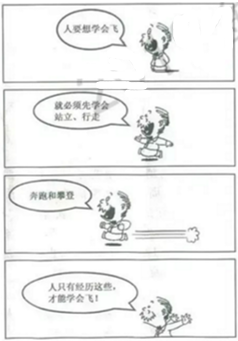 人要想学会飞
就必须先学会
站立、行走
奔跑和攀登
人只有经历这些，
才能学会飞！